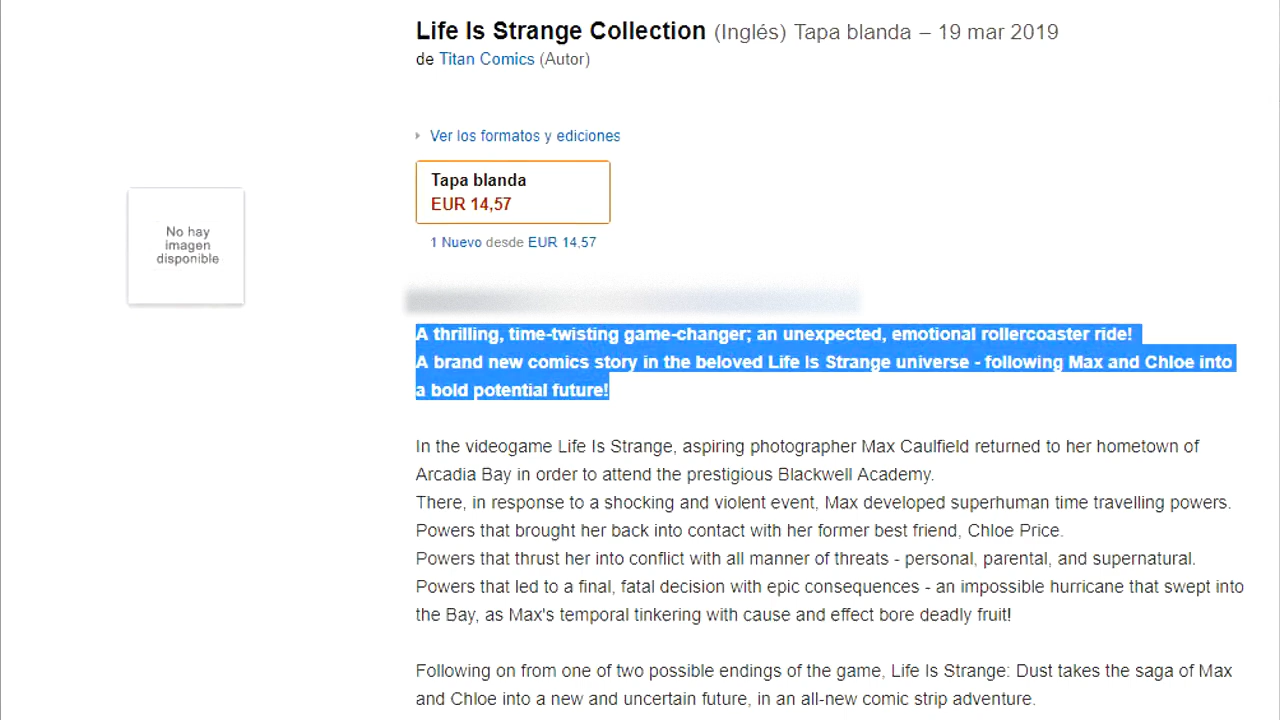 Life Is Strange Collection (Inglés) Tapa blanda – 19 mar 2019
de Titan Comics (Autor)
Ver los formatos y ediciones
Tapa blanda
EUR 14,57
1 Nuevo desde EUR 14,57
No hay
imagen
disponible
A thrilling, time-twisting game-changer; an unexpected, emotional rollercoaster ride!
A brand new comics story in the beloved Life Is Strange universe - following Max and Chloe into
a bold potential future!
In the videogame Life Is Strange, aspiring photographer Max Caulfield returned to her hometown of
Arcadia Bay in order to attend the prestigious Blackwell Academy.
There, in response to a shocking and violent event, Max developed superhuman time travelling powers.
Powers that brought her back into contact with her former best friend, Chloe Price.
Powers that thrust her into conflict with all manner of threats - personal, parental, and supernatural.
Powers that led to a final, fatal decision with epic consequences - an impossible hurricane that swept into
the Bay, as Max's temporal tinkering with cause and effect bore deadly fruit!
Following on from one of two possible endings of the game, Life Is Strange: Dust takes the saga of Max
and Chloe into a new and uncertain future, in an all-new comic strip adventure.